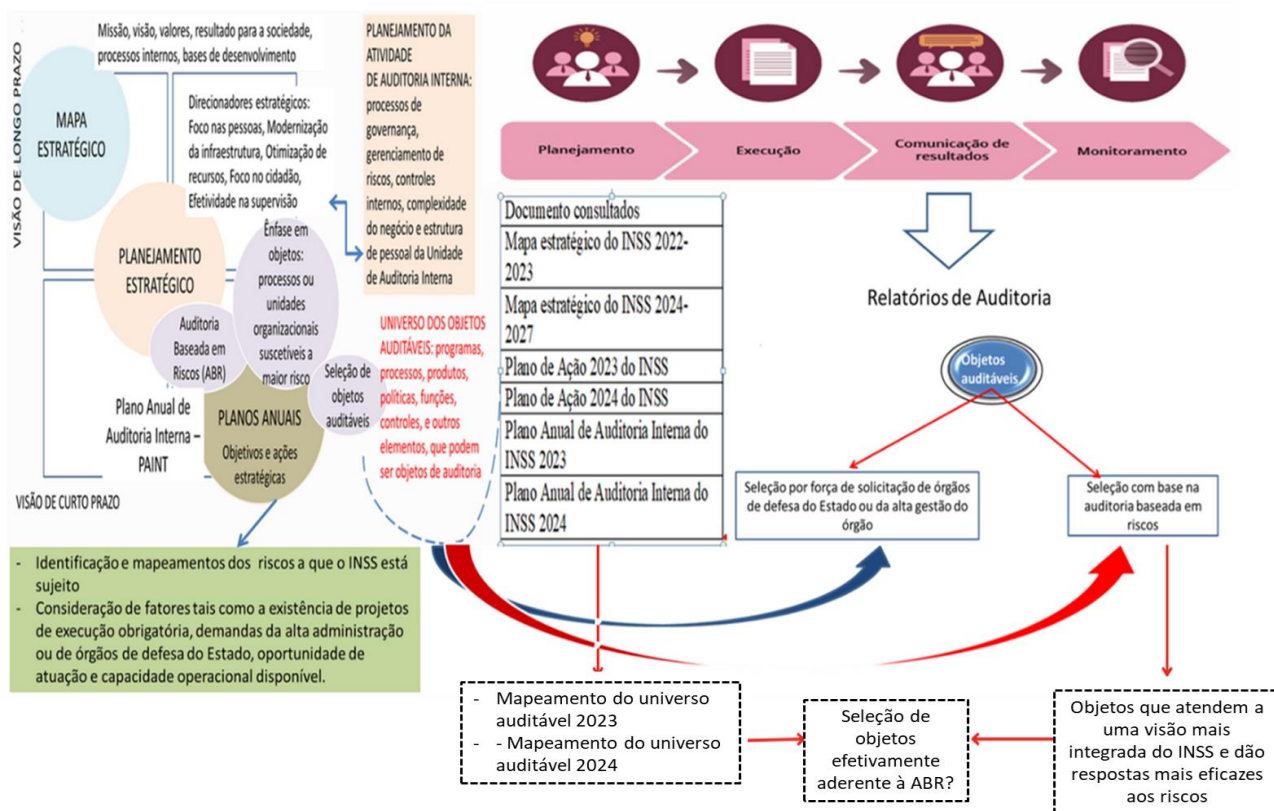 VISÃO DE LONGO PRAZO
Missão, visão, valores, resultado para a sociedade,
processos internos, bases de desenvolvimento
MAPA
ESTRATÉGICO
Direcionadores estratégicos:
Foco nas pessoas, Modernização
da infraestrutura, Otimização de
recursos, Foco no cidadão,
Efetividade na supervisão
PLANEJAMENTO DA
ATIVIDADE
DE AUDITORIA INTERNA:
processos de
governança,
gerenciamento de
riscos, controles
internos, complexidade
do negócio e estrutura
de pessoal da Unidade
de Auditoria Interna
PLANEJAMENTO
ESTRATÉGICO
Ênfase em
objetos:
processos ou
unidades
organizacionais
suscetíveis a
maior risco
Auditoria
Baseada em
Riscos (ABR)
Seleção de
objetos
auditáveis
UNIVERSO DOS OBJETOS
AUDITÁVEIS: programas,
processos, produtos,
políticas, funções,
controles, e outros
elementos, que podem
ser objetos de auditoria
Plano Anual de
Auditoria Interna –
PAINT
PLANOS ANUAIS
Objetivos e ações
estratégicas
VISÃO DE CURTO PRAZO
- Identificação e mapeamentos dos riscos a que o INSS está
sujeito
- Consideração de fatores tais como a existência de projetos
de execução obrigatória, demandas da alta administração
ou de órgãos de defesa do Estado, oportunidade de
atuação e capacidade operacional disponível.
Planejamento
Execução
Comunicação de
resultados
Monitoramento
Documento consultados
Mapa estratégico do INSS 2022-
2023
Mapa estratégico do INSS 2024-
2027
Plano de Ação 2023 do INSS
Plano de Ação 2024 do INSS
Plano Anual de Auditoria Interna do
INSS 2023
Plano Anual de Auditoria Interna do
INSS 2024
Relatórios de Auditoria
Objetos
auditáveis
Seleção por força de solicitação de órgãos
de defesa do Estado ou da alta gestão do
órgão
Seleção com base na
auditoria baseada em
riscos
- Mapeamento do universo
auditável 2023
- - Mapeamento do universo
auditável 2024
Seleção de
objetos
efetivamente
aderente à ABR?
Objetos que atendem a
uma visão mais
integrada do INSS e dão
respostas mais eficazes
aos riscos